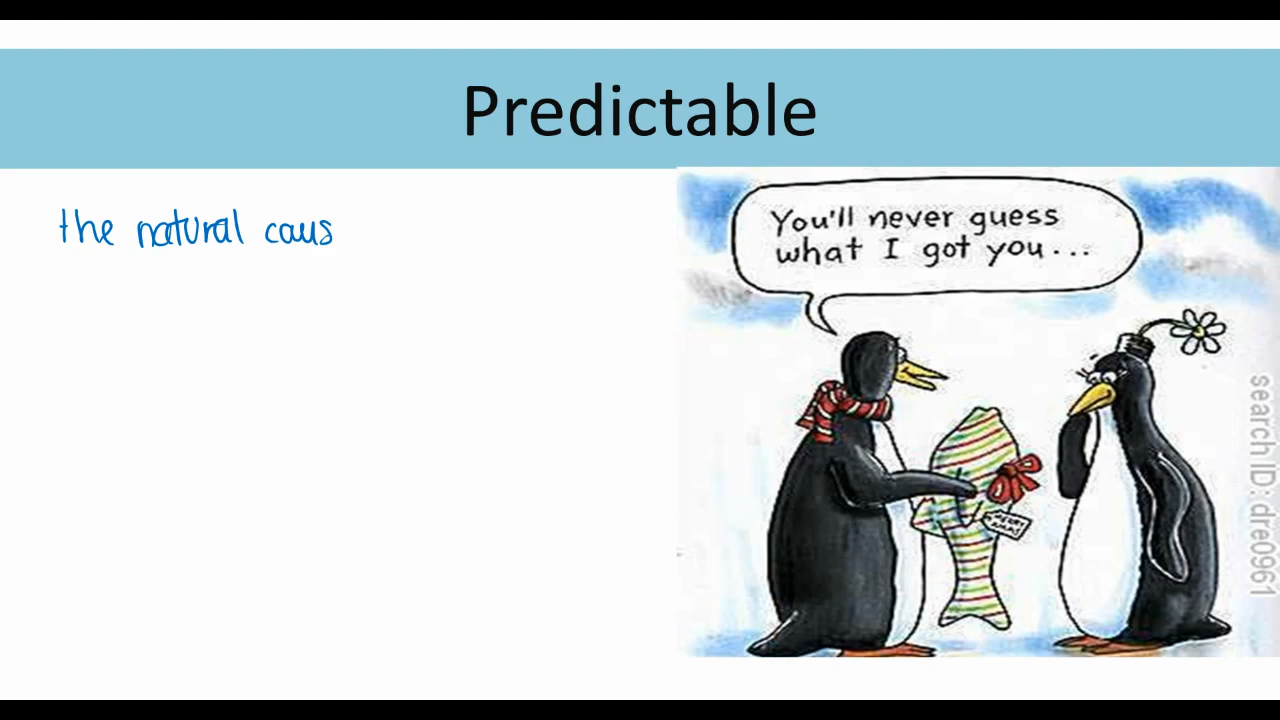 Predictable
the natural caus
You'll never guess
what I got you...
search ID: dre0961